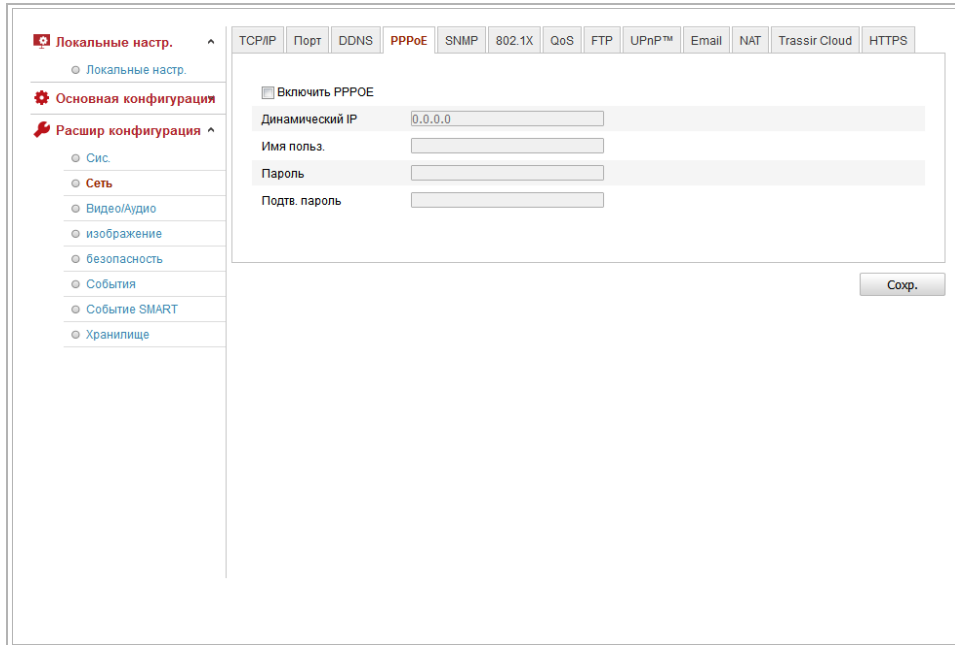 Локальные настр.
Локальные настр.
Основная конфигурация
Расшир конфигурация
Сис.
Сеть
Видео/Аудио
изображение
безопасность
События
Событие SMART
Хранилище
TCP/IP Порт DDNS PPPoE SNMP 802.1X QoS FTP UPnP™ Email NAT Trassir Cloud HTTPS
Включить PPPOE
Динамический IP 0.0.0.0
Имя польз.
Пароль
Подтв. пароль
Сохр.